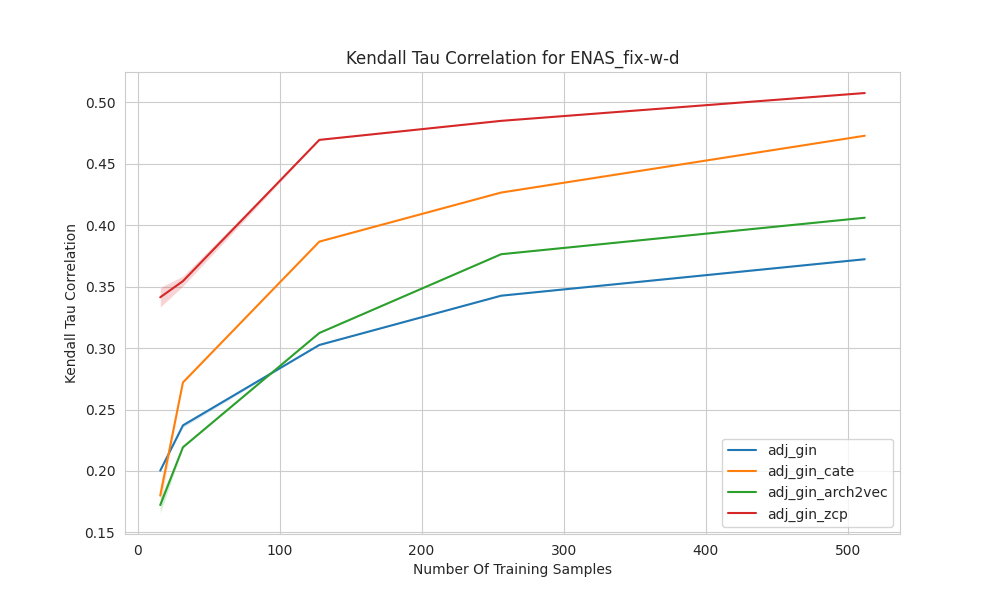 Kendall Tau Correlation for ENAS_fix-w-d
Kendall Tau Correlation
0.50
0.45
0.40
0.35
0.30
0.25
0.20
0.15
0
100
200
300
400
500
Number Of Training Samples
adj_gin
adj_gin_cate
adj_gin_arch2vec
adj_gin_zcp